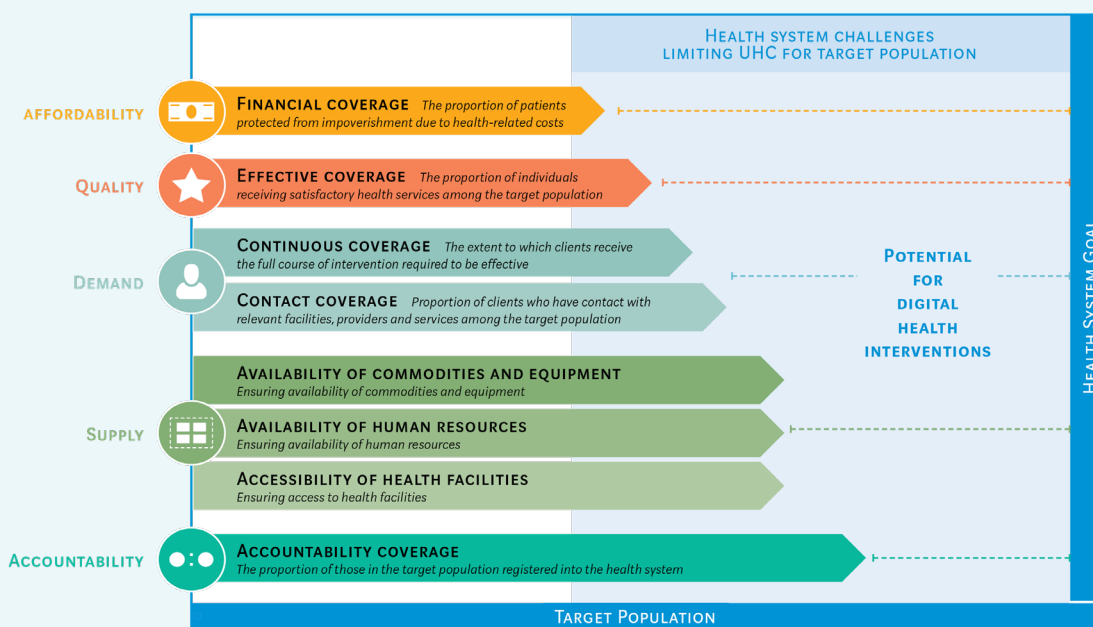 HEALTH SYSTEM CHALLENGES
LIMITING UHC FOR TARGET POPULATION
AFFORDABILITY
FINANCIAL COVERAGE The proportion of patients
protected from impoverishment due to health-related costs
QUALITY
EFFECTIVE COVERAGE The proportion of individuals
receiving satisfactory health services among the target population
DEMAND
CONTINUOUS COVERAGE The extent to which clients receive
the full course of intervention required to be effective
CONTACT COVERAGE Proportion of clients who have contact with
relevant facilities, providers and services among the target population
POTENTIAL
FOR
DIGITAL
HEALTH
INTERVENTIONS
SUPPLY
AVAILABILITY OF COMMODITIES AND EQUIPMENT
Ensuring availability of commodities and equipment
AVAILABILITY OF HUMAN RESOURCES
Ensuring availability of human resources
ACCESSIBILITY OF HEALTH FACILITIES
Ensuring access to health facilities
ACCOUNTABILITY
ACCOUNTABILITY COVERAGE
The proportion of those in the target population registered into the health system
HEALTH SYSTEM GOAL
TARGET POPULATION